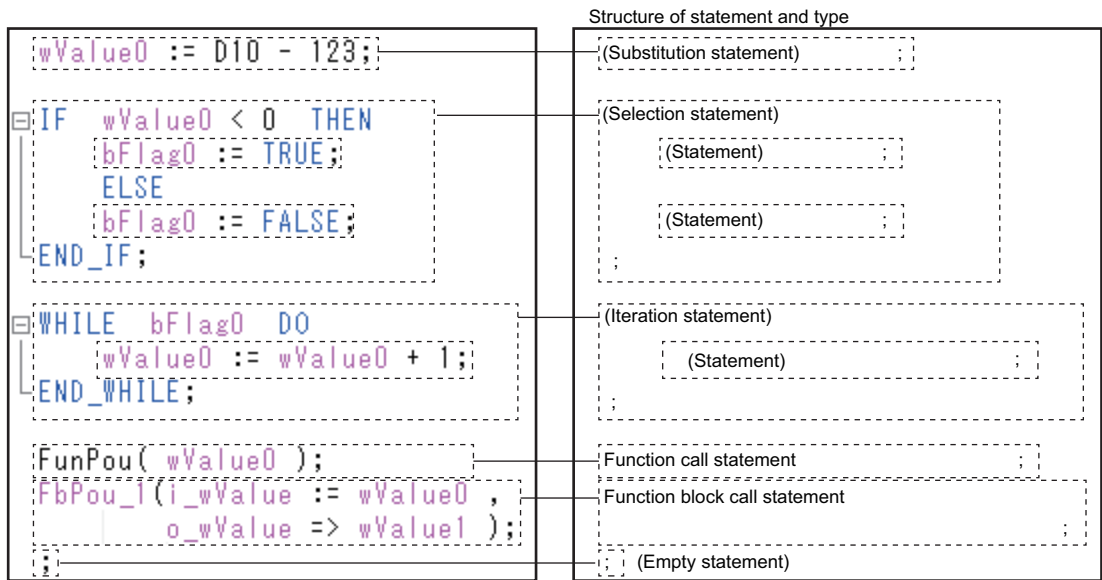 Structure of statement and type
wValue0 := D10 - 123;
(Substitution statement) ;
IF wValue0 < 0 THEN
(Selection statement)
bFlag0 := TRUE;
(Statement) ;
ELSE
bFlag0 := FALSE;
(Statement) ;
END_IF;
;
WHILE bFlag0 DO
(Iteration statement)
wValue0 := wValue0 + 1;
(Statement) ;
END_WHILE;
;
FunPou( wValue0 );
Function call statement ;
FbPou_1(i_wValue := wValue0 ,
Function block call statement
o_wValue => wValue1 );
;
;
; (Empty statement)